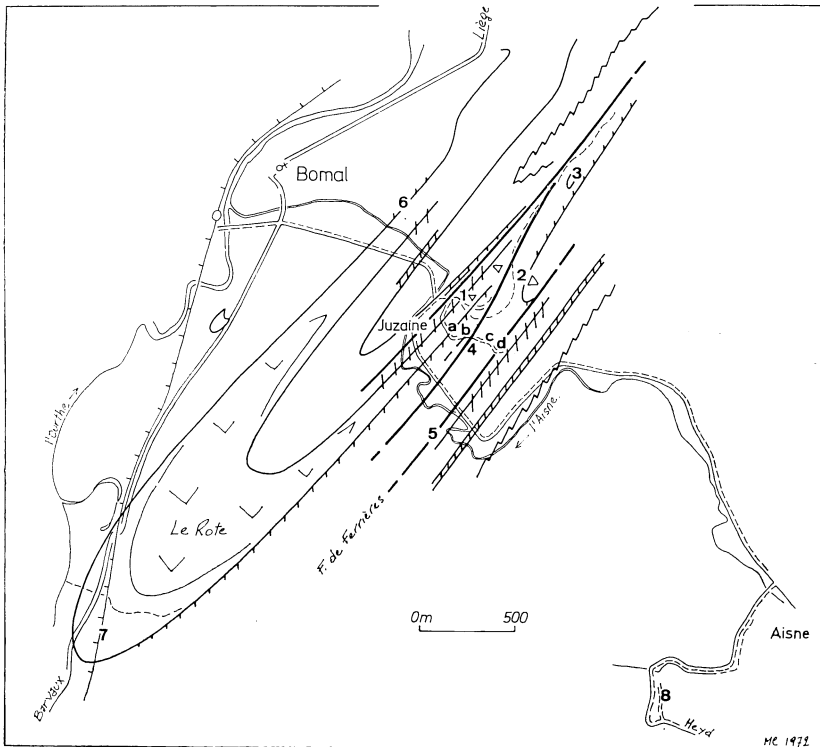 Liège
Bomal
3
6
2
1
Juzaine
a b
c d
4
l'Ourthe →
5
← l'Aisne
Le Rote
F. de Ferrières
0m 500
7
Aisne
8
Barvaux
Heyd
MC 1972